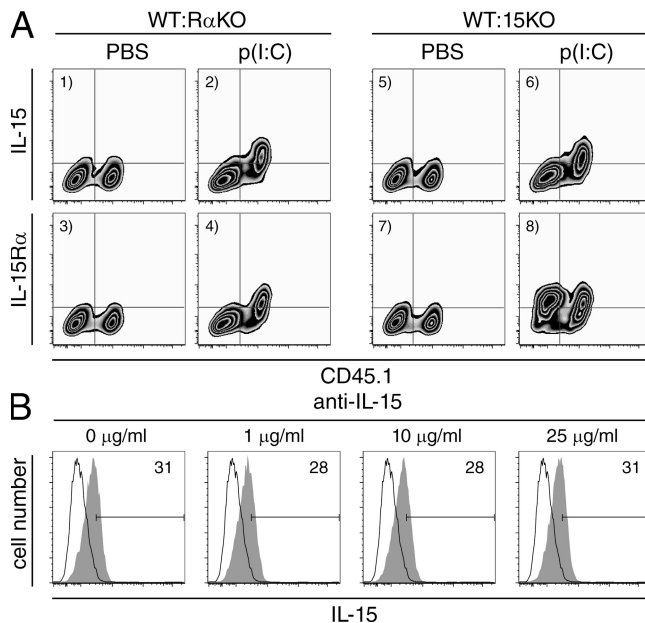 A
WT:RαKO WT:15KO
PBS p(I:C) PBS p(I:C)
IL-15
1) 2) 5) 6)
IL-15Rα
3) 4) 7) 8)
CD45.1
B
anti-IL-15
0 µg/ml 1 µg/ml 10 µg/ml 25 µg/ml
cell number
31 28 28 31
IL-15